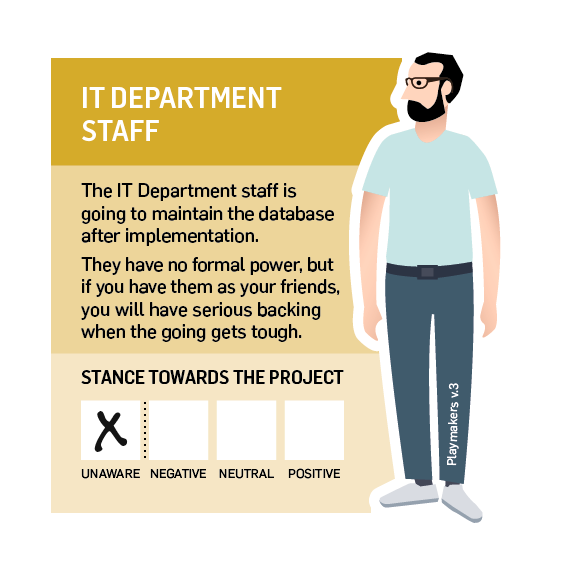 IT DEPARTMENT
STAFF
The IT Department staff is
going to maintain the database
after implementation.
They have no formal power, but
if you have them as your friends,
you will have serious backing
when the going gets tough.
STANCE TOWARDS THE PROJECT
X
UNAWARE NEGATIVE NEUTRAL POSITIVE
Playmakers v.3